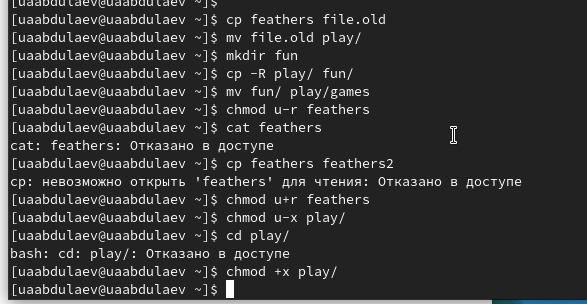 [uaabdulaev@uaabdulaev ~]$
[uaabdulaev@uaabdulaev ~]$ cp feathers file.old
[uaabdulaev@uaabdulaev ~]$ mv file.old play/
[uaabdulaev@uaabdulaev ~]$ mkdir fun
[uaabdulaev@uaabdulaev ~]$ cp -R play/ fun/
[uaabdulaev@uaabdulaev ~]$ mv fun/ play/games
[uaabdulaev@uaabdulaev ~]$ chmod u-r feathers
[uaabdulaev@uaabdulaev ~]$ cat feathers
cat: feathers: Отказано в доступе
[uaabdulaev@uaabdulaev ~]$ cp feathers feathers2
cp: невозможно открыть 'feathers' для чтения: Отказано в доступе
[uaabdulaev@uaabdulaev ~]$ chmod u+r feathers
[uaabdulaev@uaabdulaev ~]$ chmod u-x play/
[uaabdulaev@uaabdulaev ~]$ cd play/
bash: cd: play/: Отказано в доступе
[uaabdulaev@uaabdulaev ~]$ chmod +x play/
[uaabdulaev@uaabdulaev ~]$